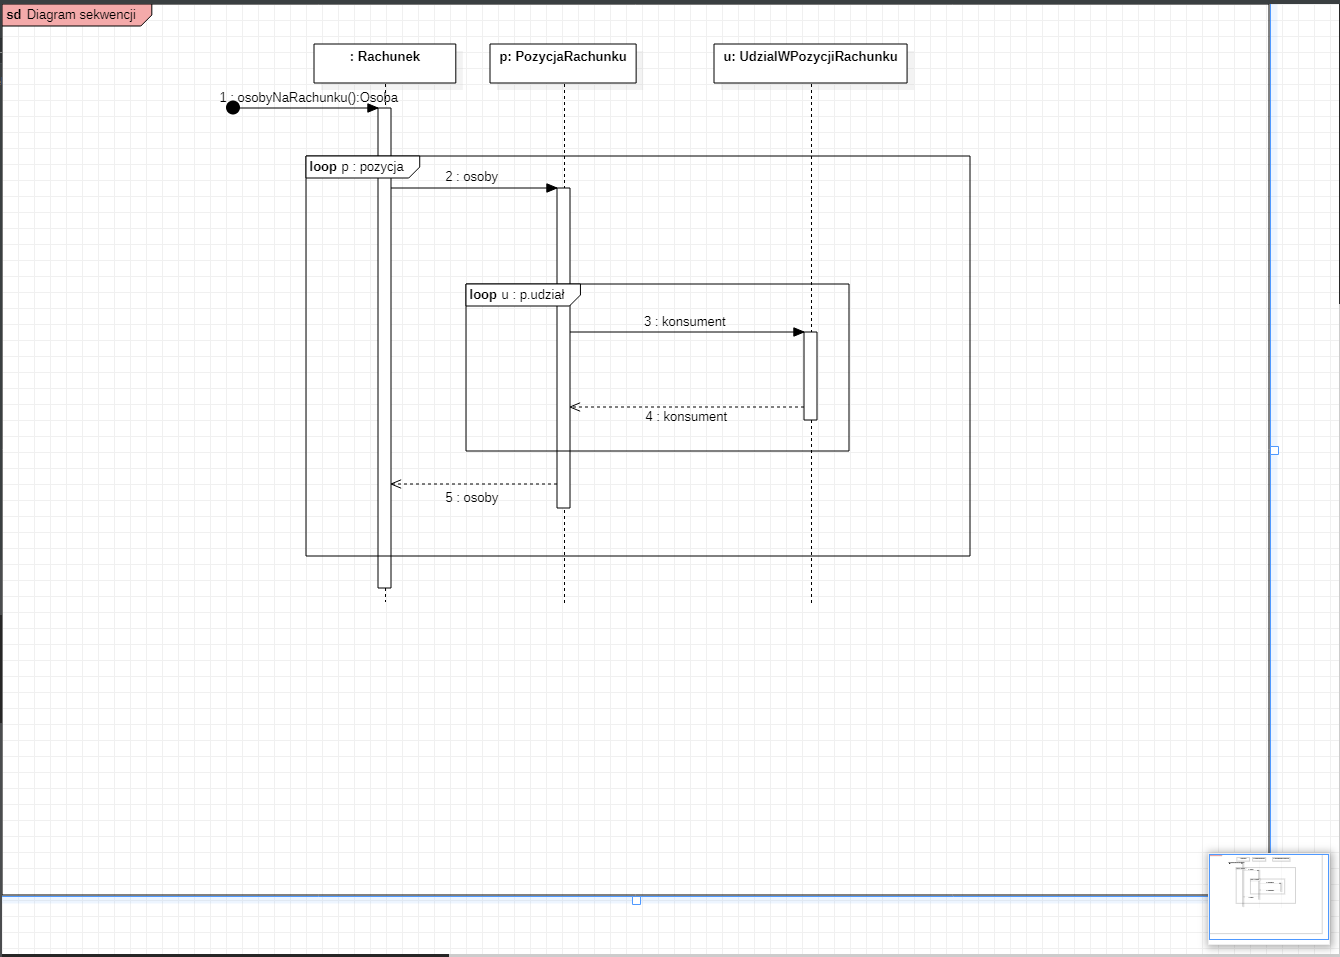 sd Diagram sekwencji
: Rachunek
p: PozycjaRachunku
u: UdzialWPozycjiRachunku
1 : osobyNaRachunku():Osoba
loop p : pozycja
2 : osoby
loop u : p.udział
3 : konsument
4 : konsument
5 : osoby